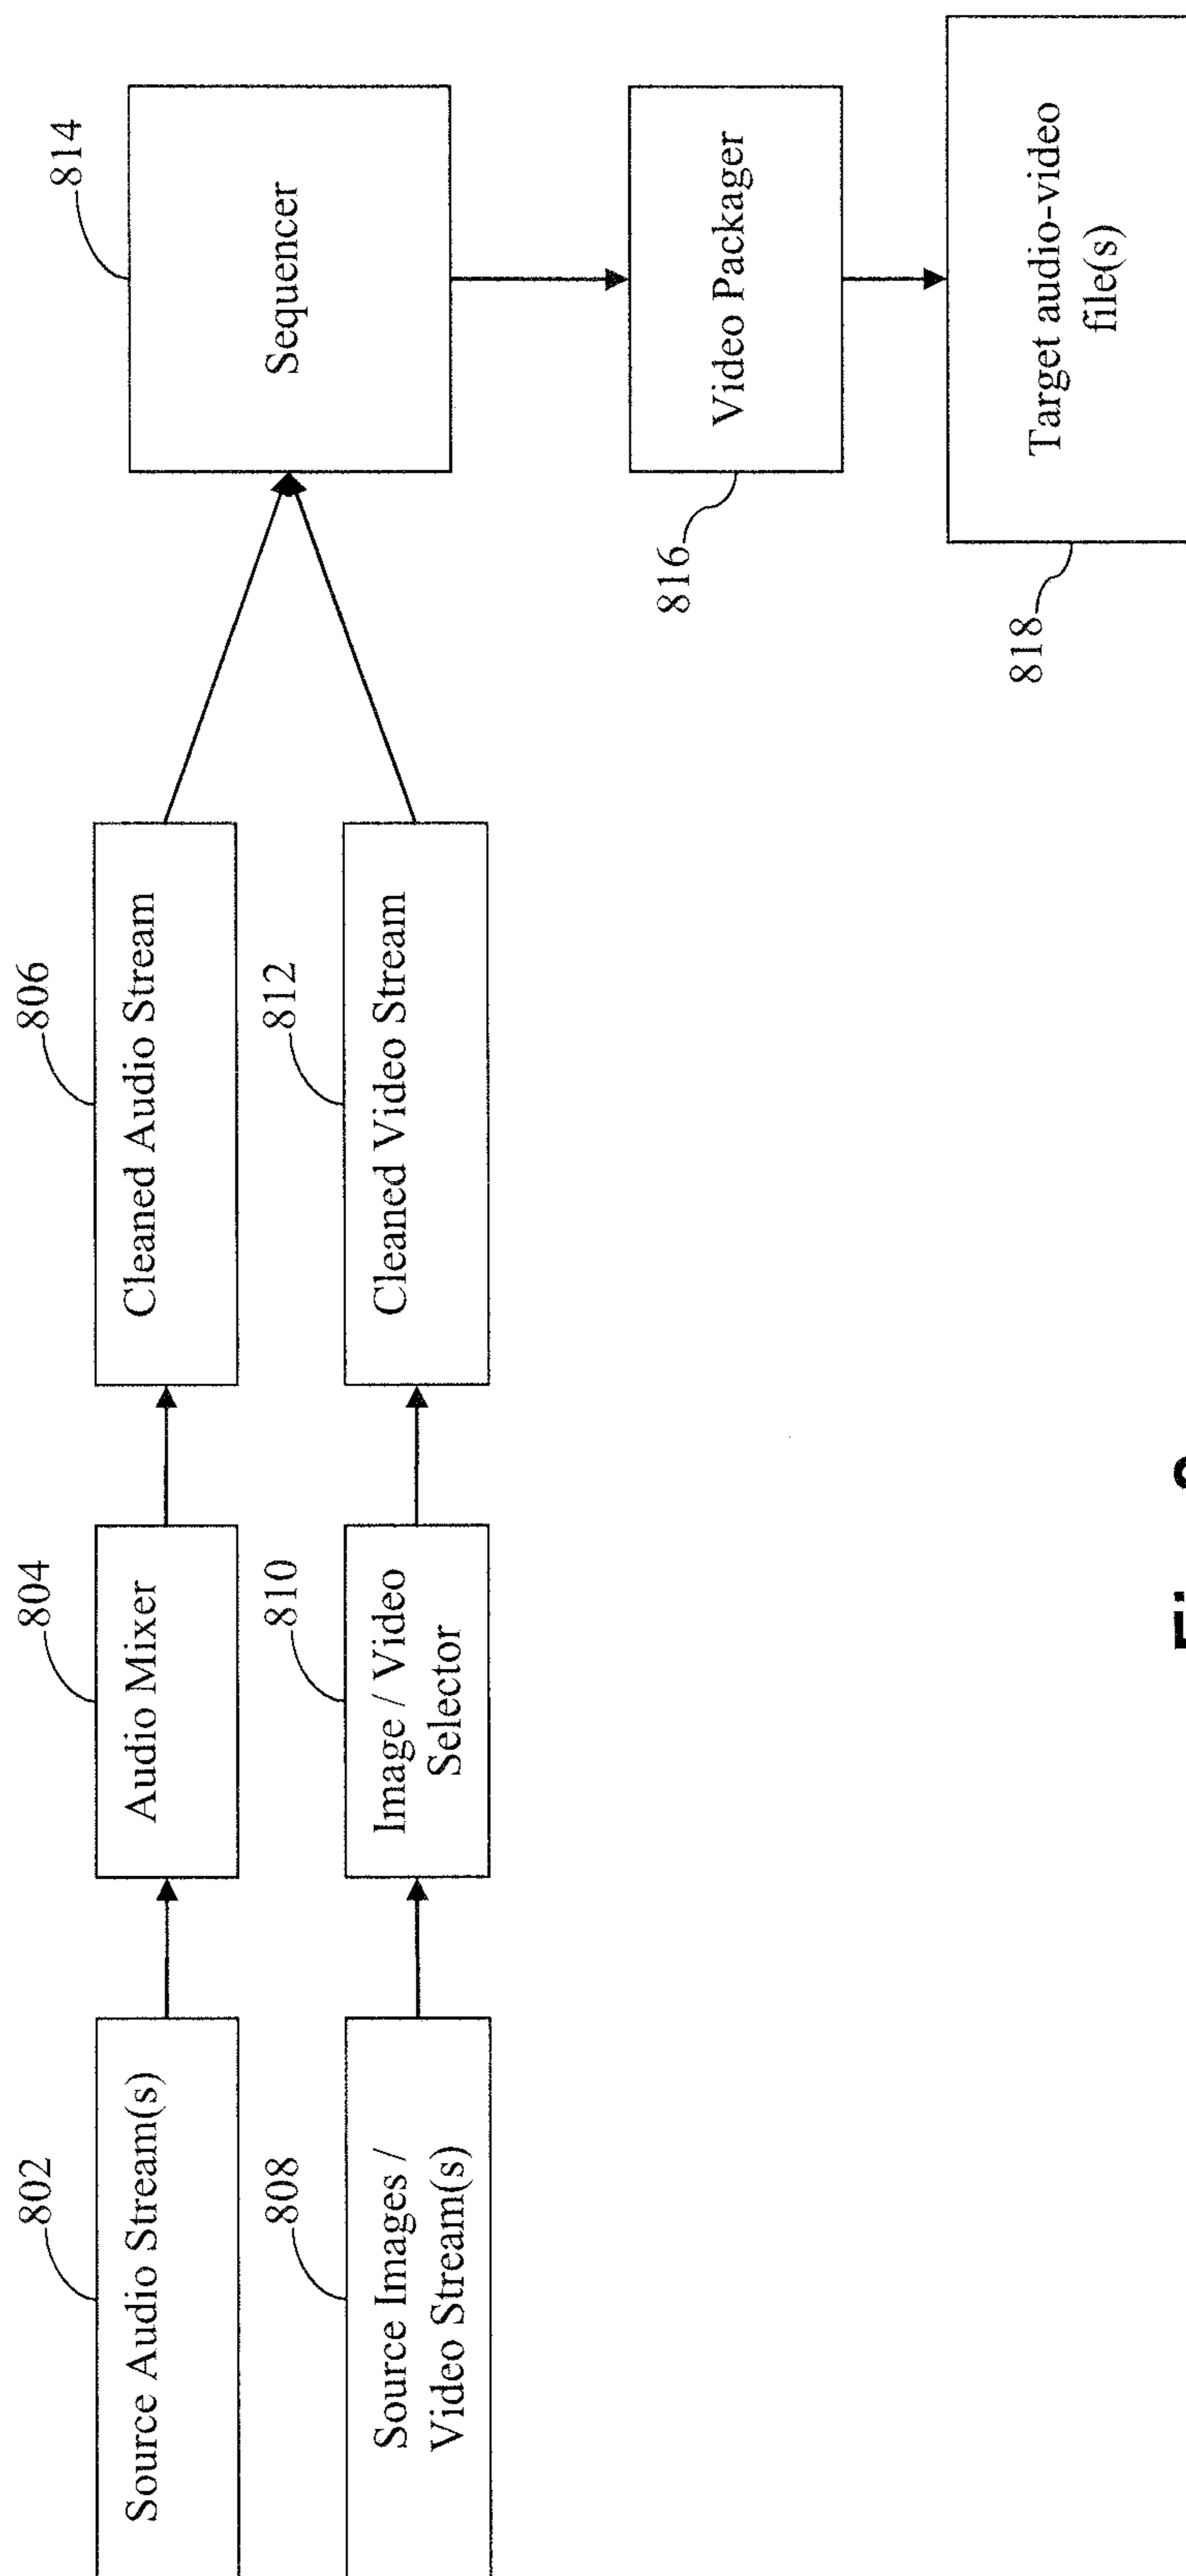 802
Source Audio Stream(s)
804
Audio Mixer
806
Cleaned Audio Stream
808
Source Images /
Video Stream(s)
810
Image / Video
Selector
812
Cleaned Video Stream
814
Sequencer
816
Video Packager
818
Target audio-video
file(s)